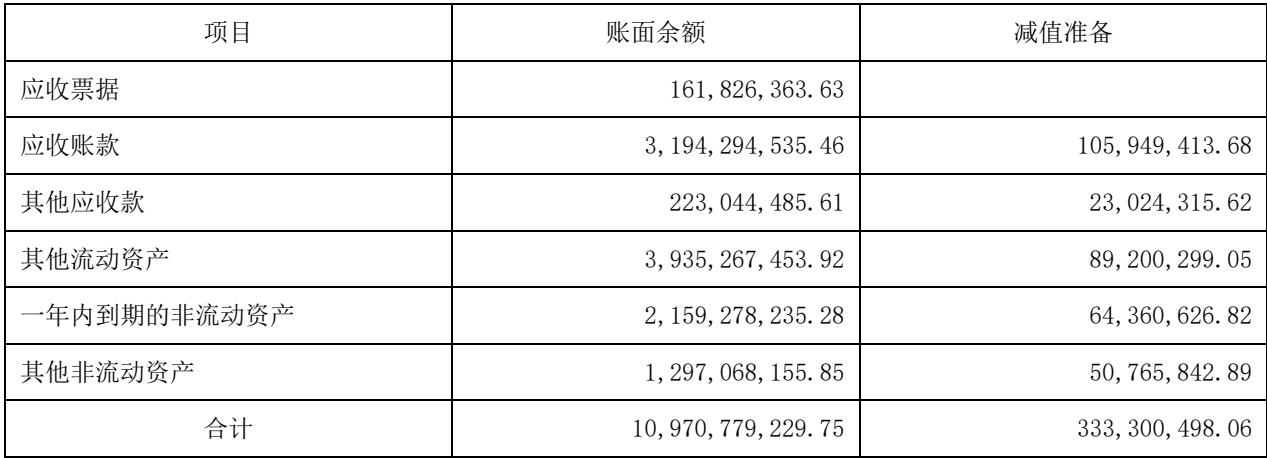 项目 账面余额 减值准备
应收票据 161,826,363.63
应收账款 3,194,294,535.46 105,949,413.68
其他应收款 223,044,485.61 23,024,315.62
其他流动资产 3,935,267,453.92 89,200,299.05
一年内到期的非流动资产 2,159,278,235.28 64,360,626.82
其他非流动资产 1,297,068,155.85 50,765,842.89
合计 10,970,779,229.75 333,300,498.06